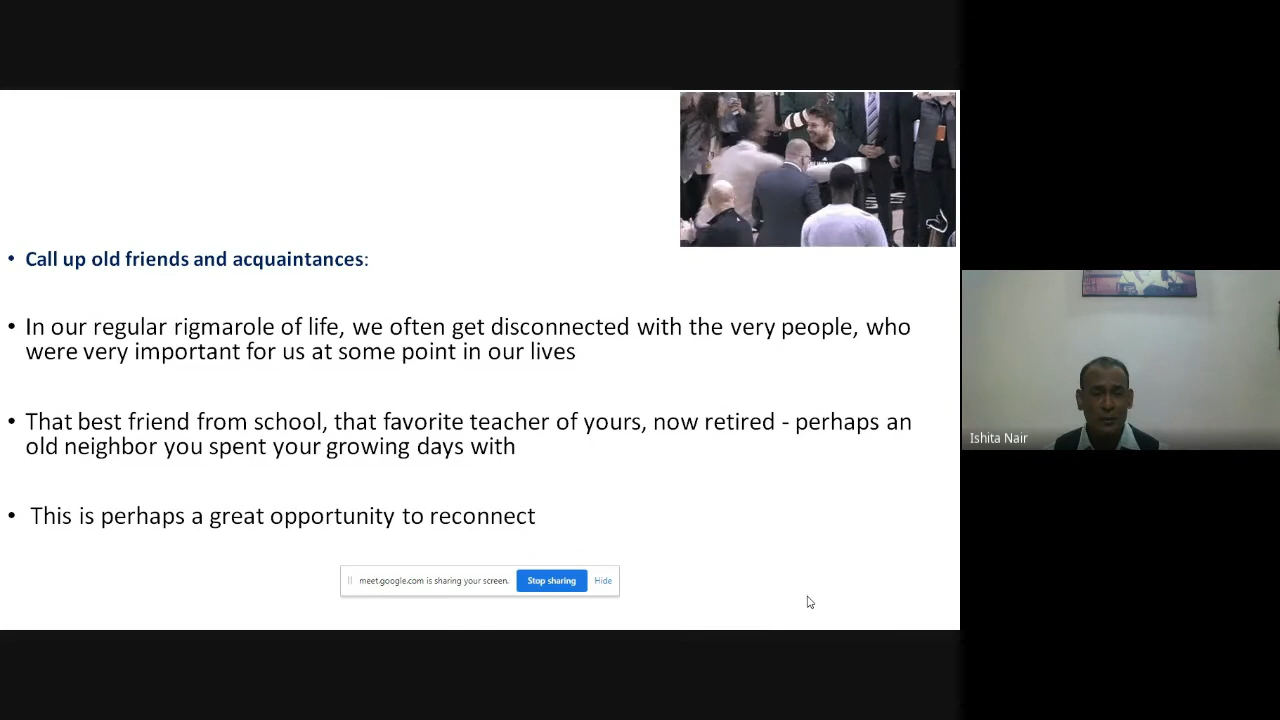 • Call up old friends and acquaintances:
• In our regular rigmarole of life, we often get disconnected with the very people, who
were very important for us at some point in our lives
• That best friend from school, that favorite teacher of yours, now retired - perhaps an
old neighbor you spent your growing days with
• This is perhaps a great opportunity to reconnect
meet.google.com is sharing your screen. Stop sharing Hide
Ishita Nair